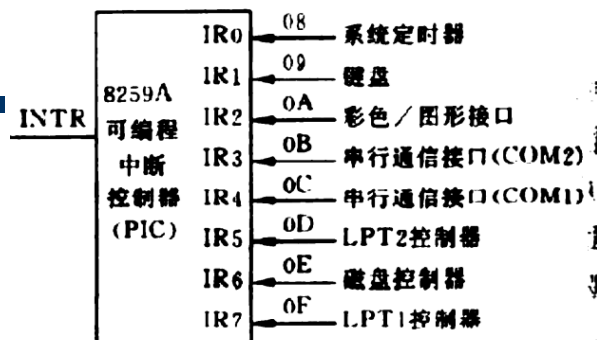 IR0 08 系统定时器
IR1 09 键盘
8259A
INTR
IR2 0A 彩色/图形接口
可编程
IR3 0B 串行通信接口(COM2)
中断
IR4 0C 串行通信接口(COM1)
控制器
(PIC)
IR5 0D LPT2控制器
IR6 0E 磁盘控制器
IR7 0F LPT1控制器